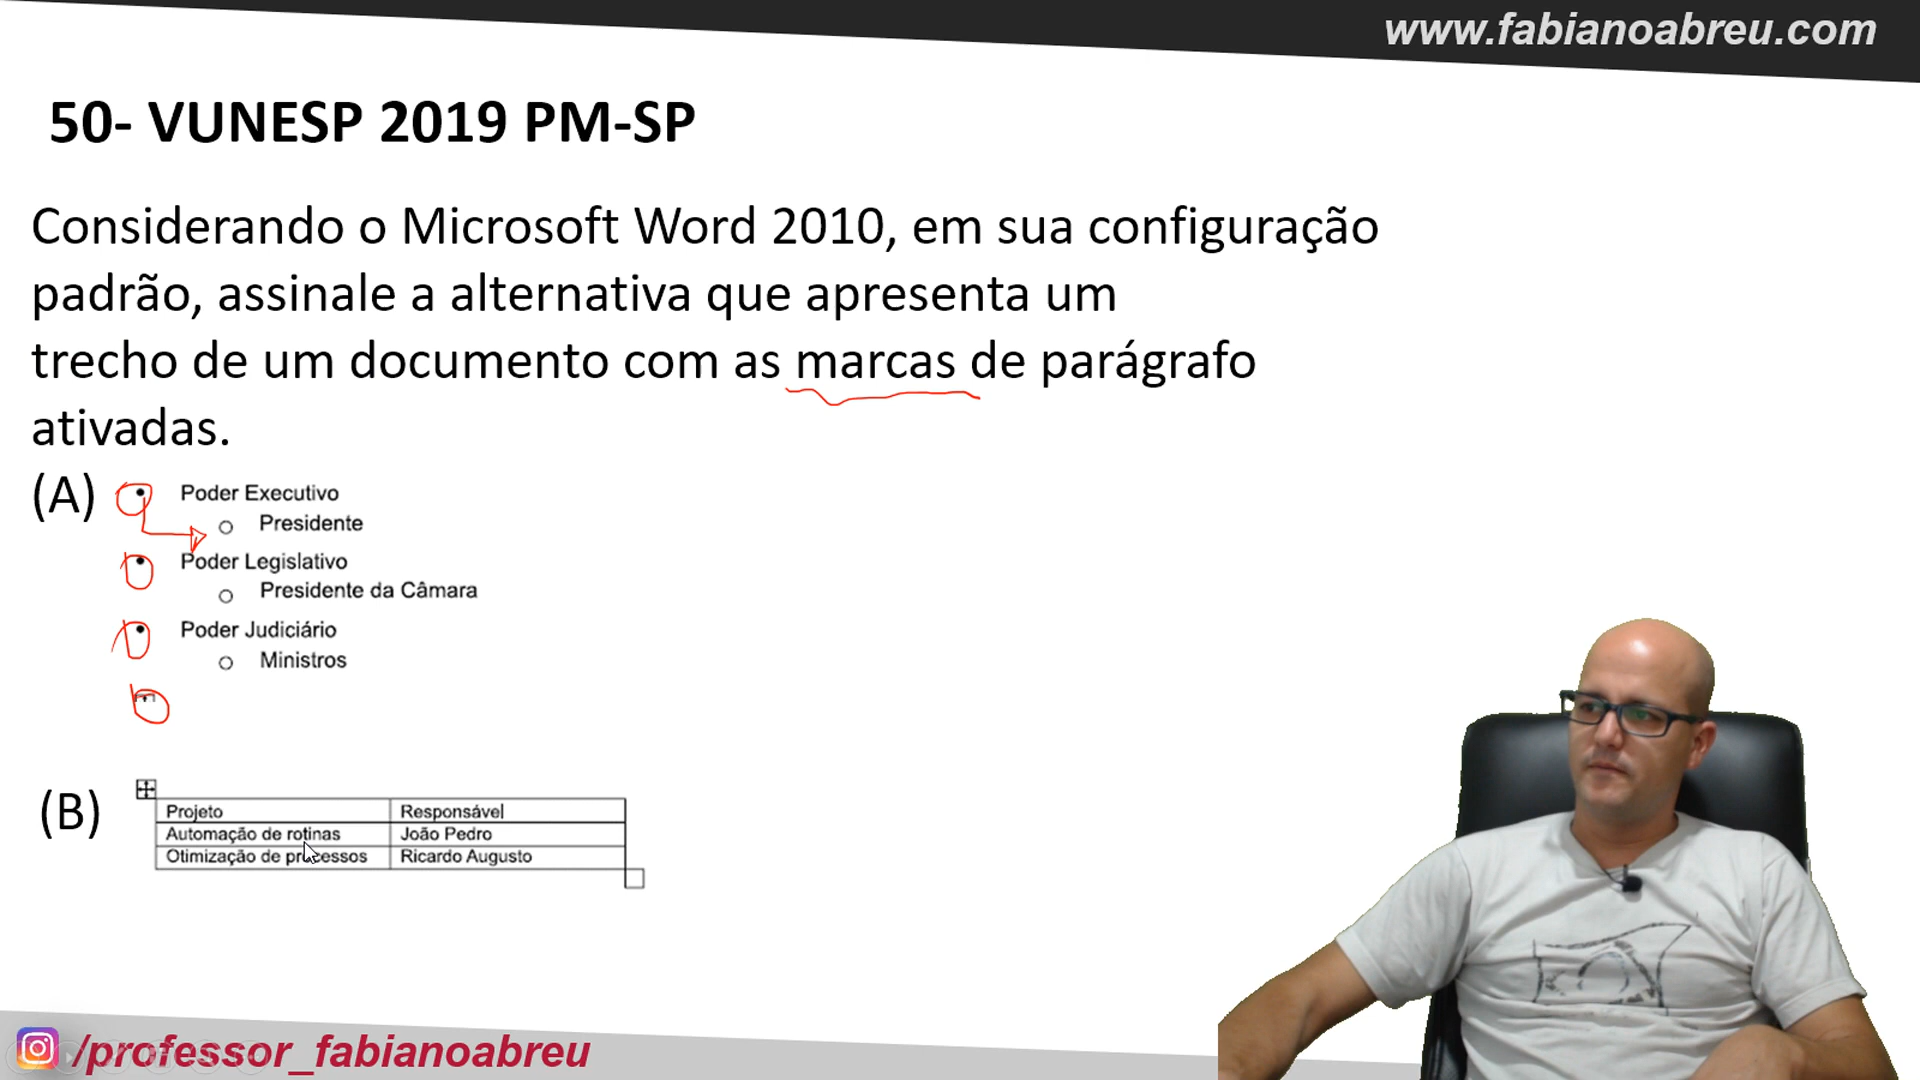 www.fabianoabreu.com
50- VUNESP 2019 PM-SP
Considerando o Microsoft Word 2010, em sua configuração
padrão, assinale a alternativa que apresenta um
trecho de um documento com as marcas de parágrafo
ativadas.
(A)
• Poder Executivo
○ Presidente
• Poder Legislativo
○ Presidente da Câmara
• Poder Judiciário
○ Ministros
(B)
Projeto Responsável
Automação de rotinas João Pedro
Otimização de processos Ricardo Augusto
/professor_fabianoabreu